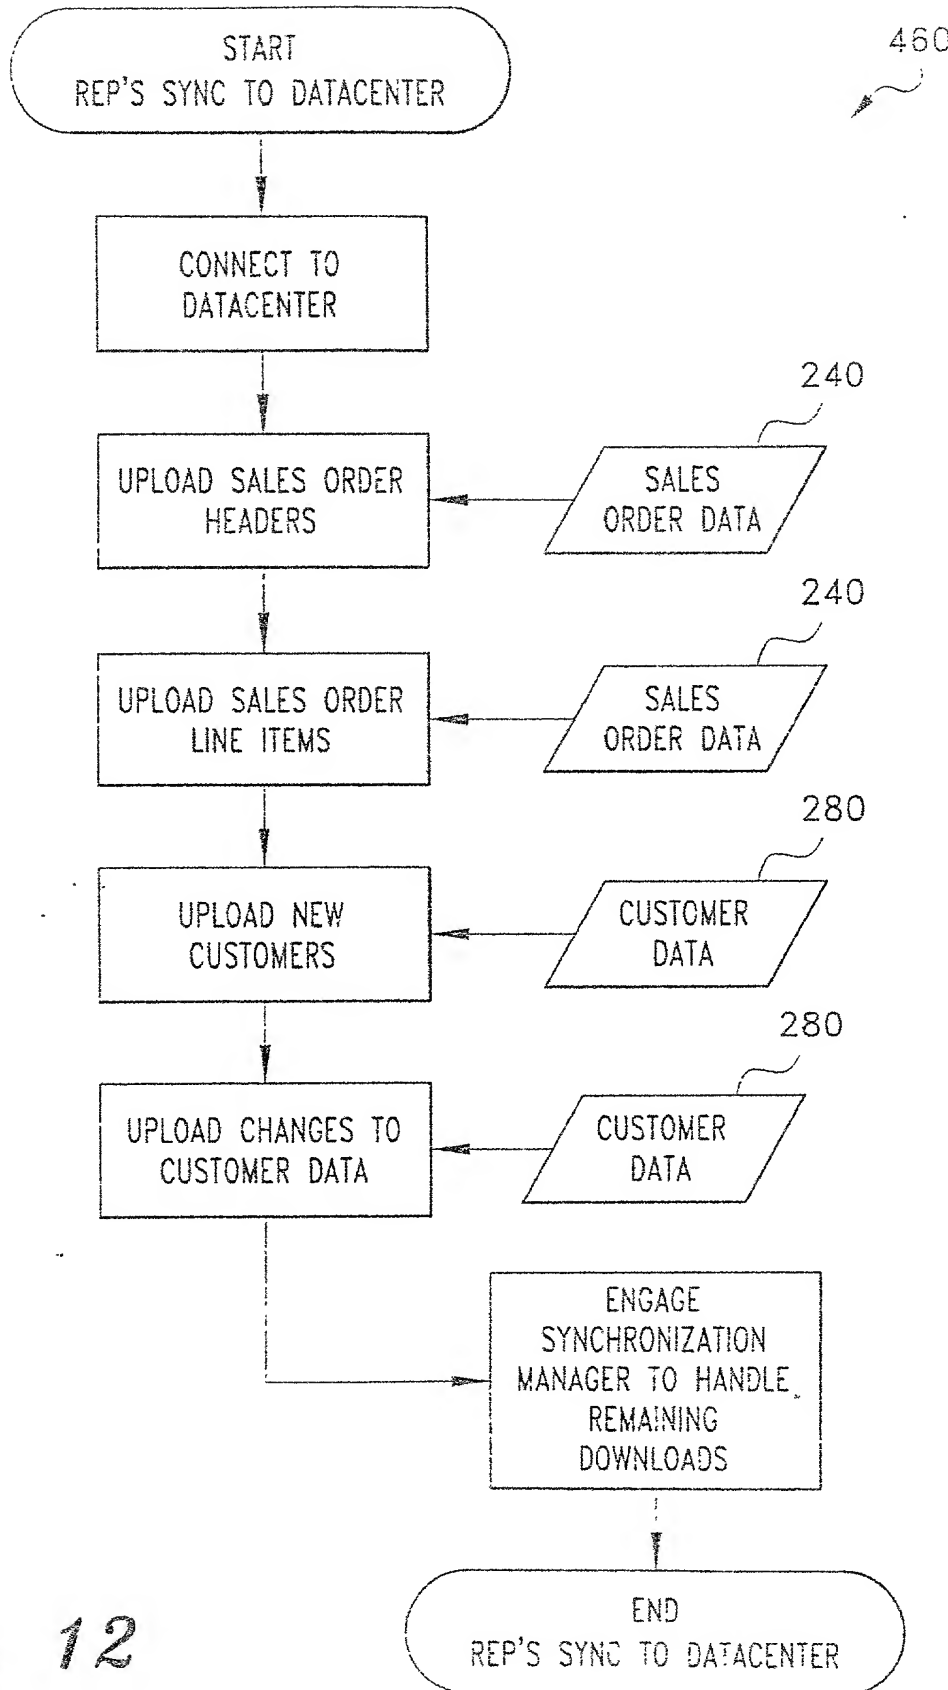 START
REP'S SYNC TO DATACENTER
460
CONNECT TO
DATACENTER
240
UPLOAD SALES ORDER
HEADERS
SALES
ORDER DATA
240
UPLOAD SALES ORDER
LINE ITEMS
SALES
ORDER DATA
280
UPLOAD NEW
CUSTOMERS
CUSTOMER
DATA
280
UPLOAD CHANGES TO
CUSTOMER DATA
CUSTOMER
DATA
ENGAGE
SYNCHRONIZATION
MANAGER TO HANDLE
REMAINING
DOWNLOADS
END
REP'S SYNC TO DATACENTER
12